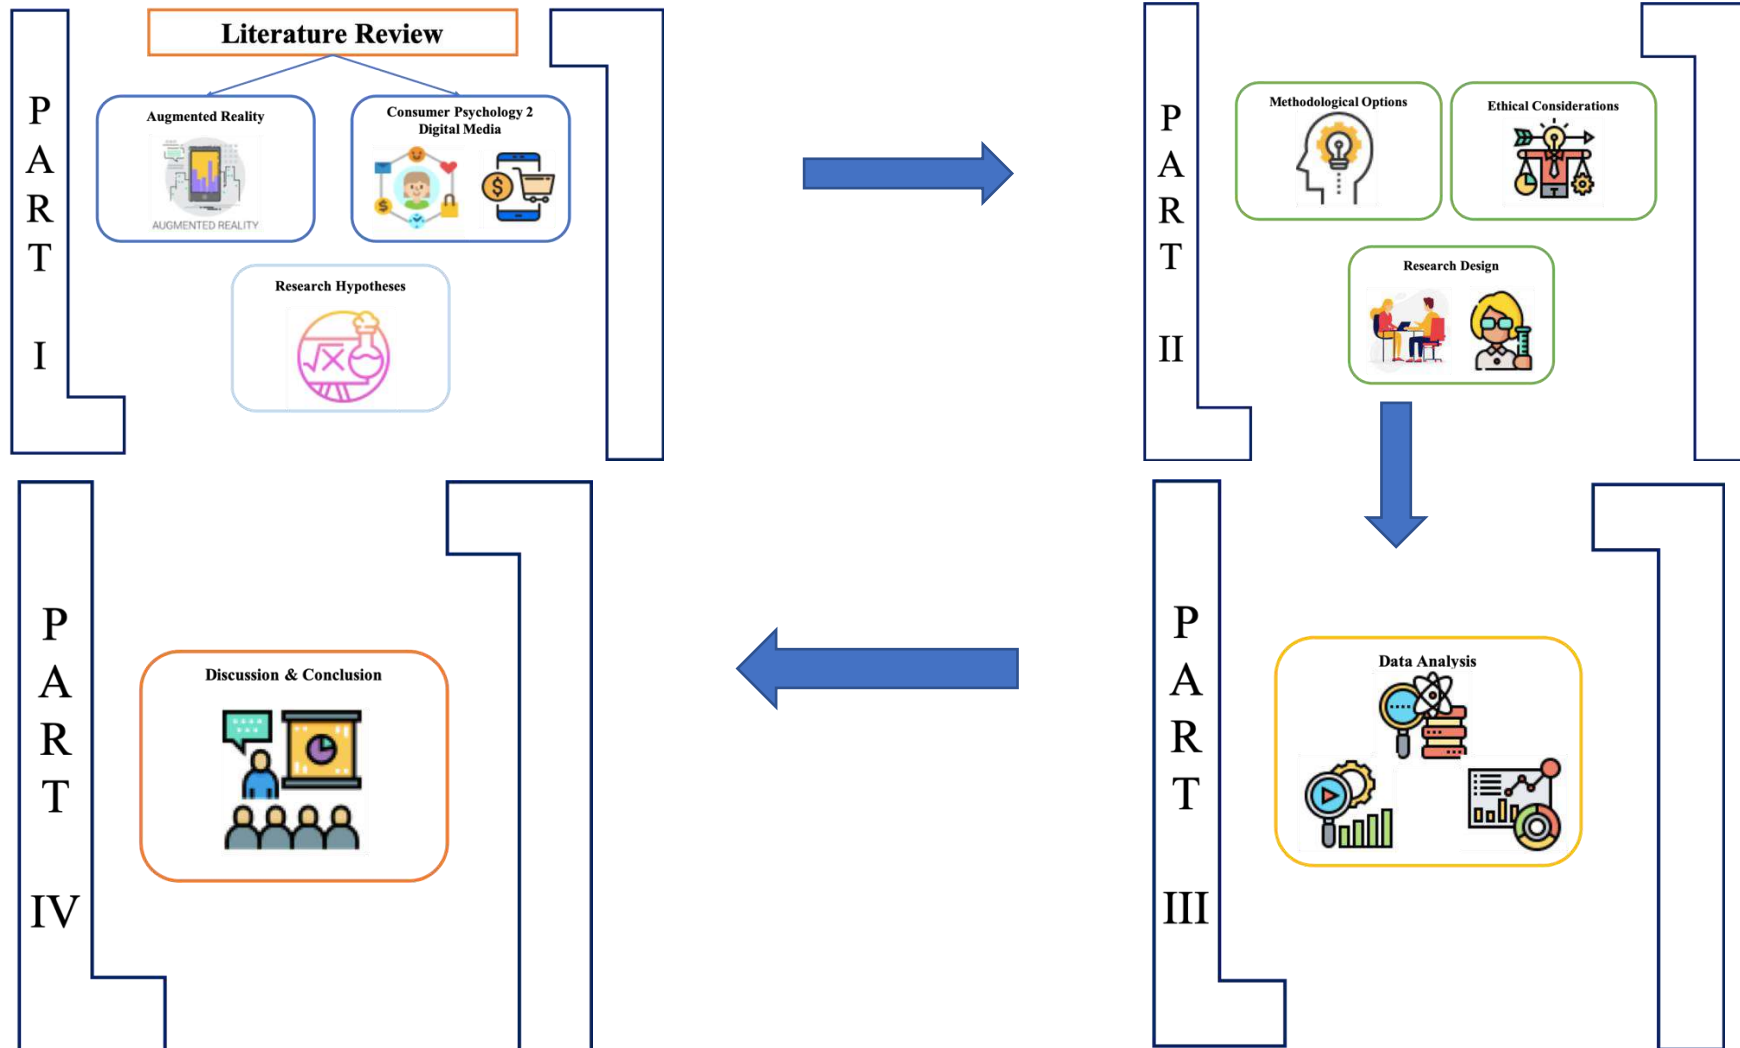 PART I
Literature Review
Augmented Reality
AUGMENTED REALITY
Consumer Psychology 2
Digital Media
Research Hypotheses
√X
PART II
Methodological Options
Ethical Considerations
T
Research Design
PART III
Data Analysis
PART IV
Discussion & Conclusion